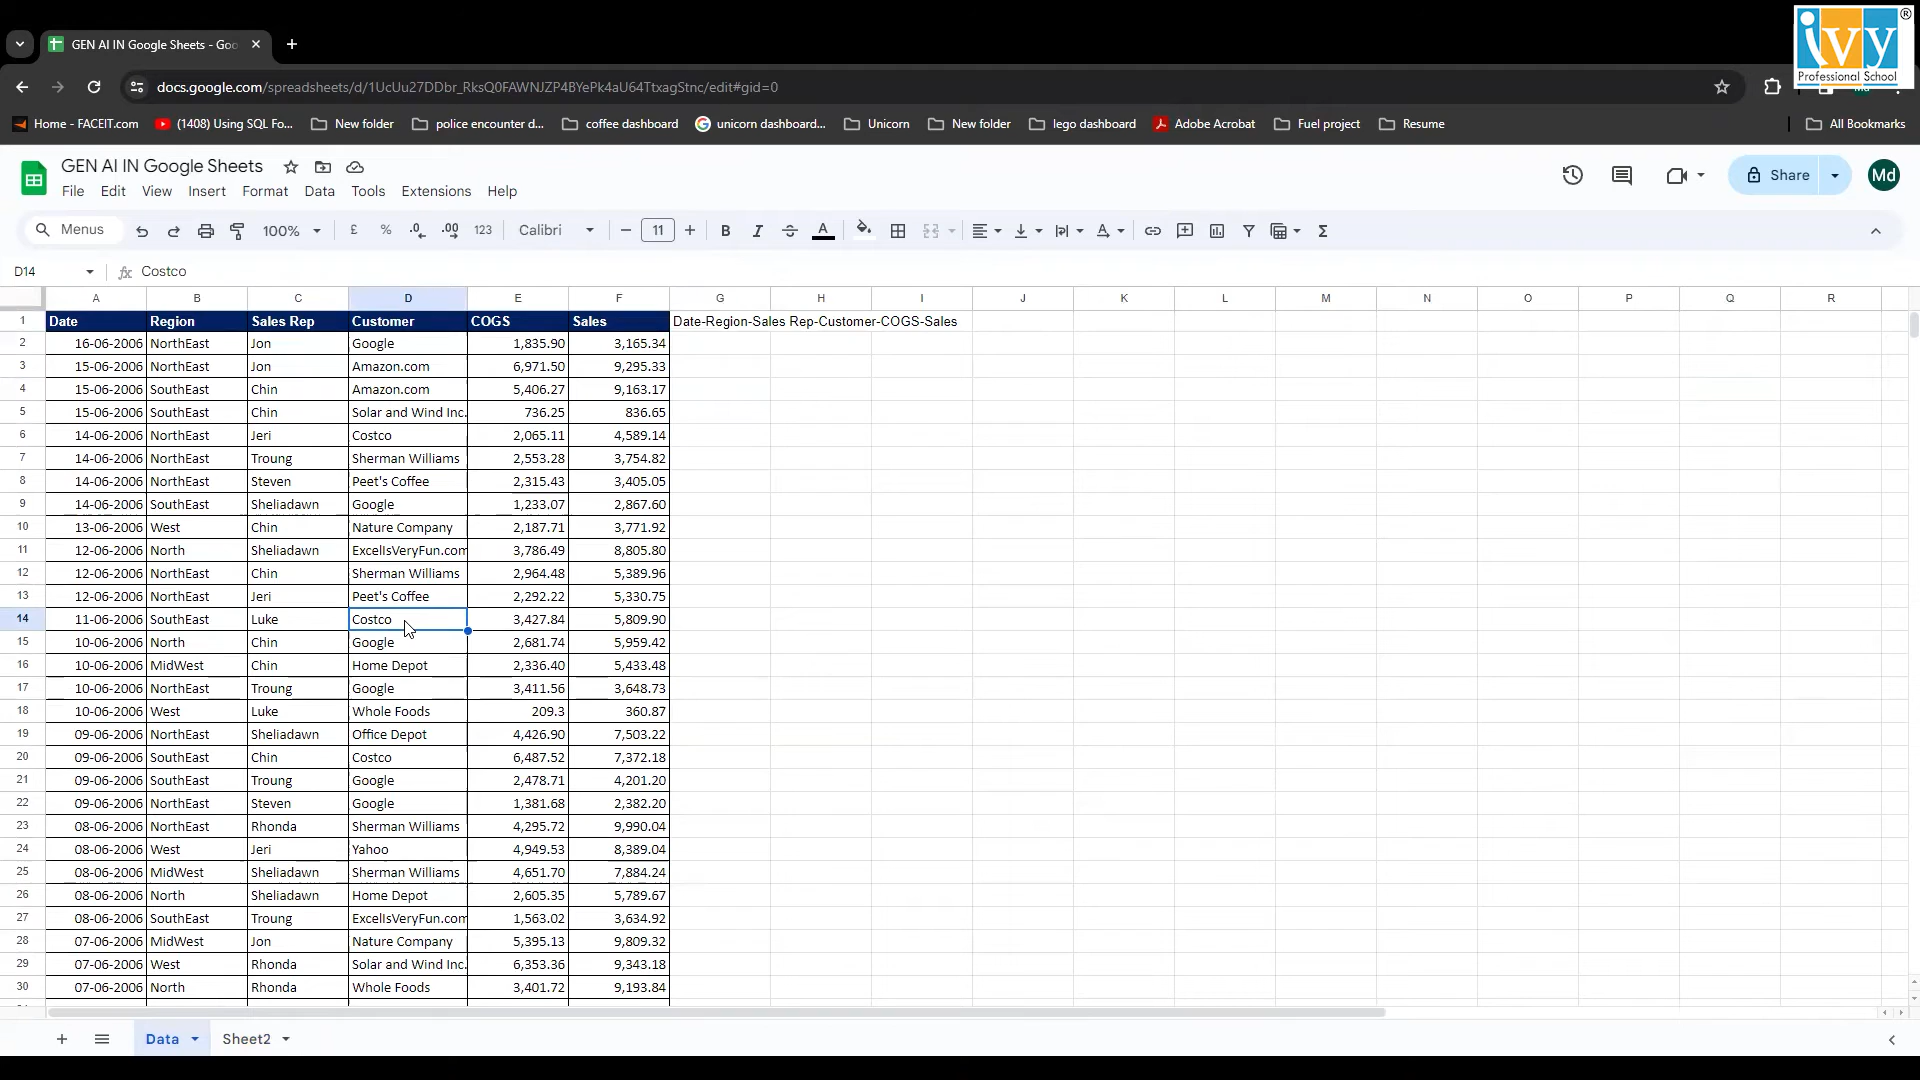 GEN AI IN Google Sheets - Goo
ivy ®
Professional School
docs.google.com/spreadsheets/d/1UcUu27DDbr_RksQ0FAWNJZP4BYePk4aU64TtxagStnc/edit#gid=0
Home - FACEIT.com (1408) Using SQL Fo... New folder police encounter d... coffee dashboard unicorn dashboard... Unicorn New folder lego dashboard Adobe Acrobat Fuel project Resume All Bookmarks
GEN AI IN Google Sheets
File Edit View Insert Format Data Tools Extensions Help
Share Md
Menus 100% £ % .0 .00 123 Calibri 11 B I S A
D14 fx Costco
A B C D E F G H I J K L M N O P Q R
1 Date Region Sales Rep Customer COGS Sales Date-Region-Sales Rep-Customer-COGS-Sales
2 16-06-2006 NorthEast Jon Google 1,835.90 3,165.34
3 15-06-2006 NorthEast Jon Amazon.com 6,971.50 9,295.33
4 15-06-2006 SouthEast Chin Amazon.com 5,406.27 9,163.17
5 15-06-2006 SouthEast Chin Solar and Wind Inc. 736.25 836.65
6 14-06-2006 NorthEast Jeri Costco 2,065.11 4,589.14
7 14-06-2006 NorthEast Troung Sherman Williams 2,553.28 3,754.82
8 14-06-2006 NorthEast Steven Peet's Coffee 2,315.43 3,405.05
9 14-06-2006 SouthEast Sheliadawn Google 1,233.07 2,867.60
10 13-06-2006 West Chin Nature Company 2,187.71 3,771.92
11 12-06-2006 North Sheliadawn ExcelIsVeryFun.com 3,786.49 8,805.80
12 12-06-2006 NorthEast Chin Sherman Williams 2,964.48 5,389.96
13 12-06-2006 NorthEast Jeri Peet's Coffee 2,292.22 5,330.75
14 11-06-2006 SouthEast Luke Costco 3,427.84 5,809.90
15 10-06-2006 North Chin Google 2,681.74 5,959.42
16 10-06-2006 MidWest Chin Home Depot 2,336.40 5,433.48
17 10-06-2006 NorthEast Troung Google 3,411.56 3,648.73
18 10-06-2006 West Luke Whole Foods 209.3 360.87
19 09-06-2006 NorthEast Sheliadawn Office Depot 4,426.90 7,503.22
20 09-06-2006 SouthEast Chin Costco 6,487.52 7,372.18
21 09-06-2006 SouthEast Troung Google 2,478.71 4,201.20
22 09-06-2006 NorthEast Steven Google 1,381.68 2,382.20
23 08-06-2006 NorthEast Rhonda Sherman Williams 4,295.72 9,990.04
24 08-06-2006 West Jeri Yahoo 4,949.53 8,389.04
25 08-06-2006 MidWest Sheliadawn Sherman Williams 4,651.70 7,884.24
26 08-06-2006 North Sheliadawn Home Depot 2,605.35 5,789.67
27 08-06-2006 SouthEast Troung ExcelIsVeryFun.com 1,563.02 3,634.92
28 07-06-2006 MidWest Jon Nature Company 5,395.13 9,809.32
29 07-06-2006 West Rhonda Solar and Wind Inc. 6,353.36 9,343.18
30 07-06-2006 North Rhonda Whole Foods 3,401.72 9,193.84
Data Sheet2